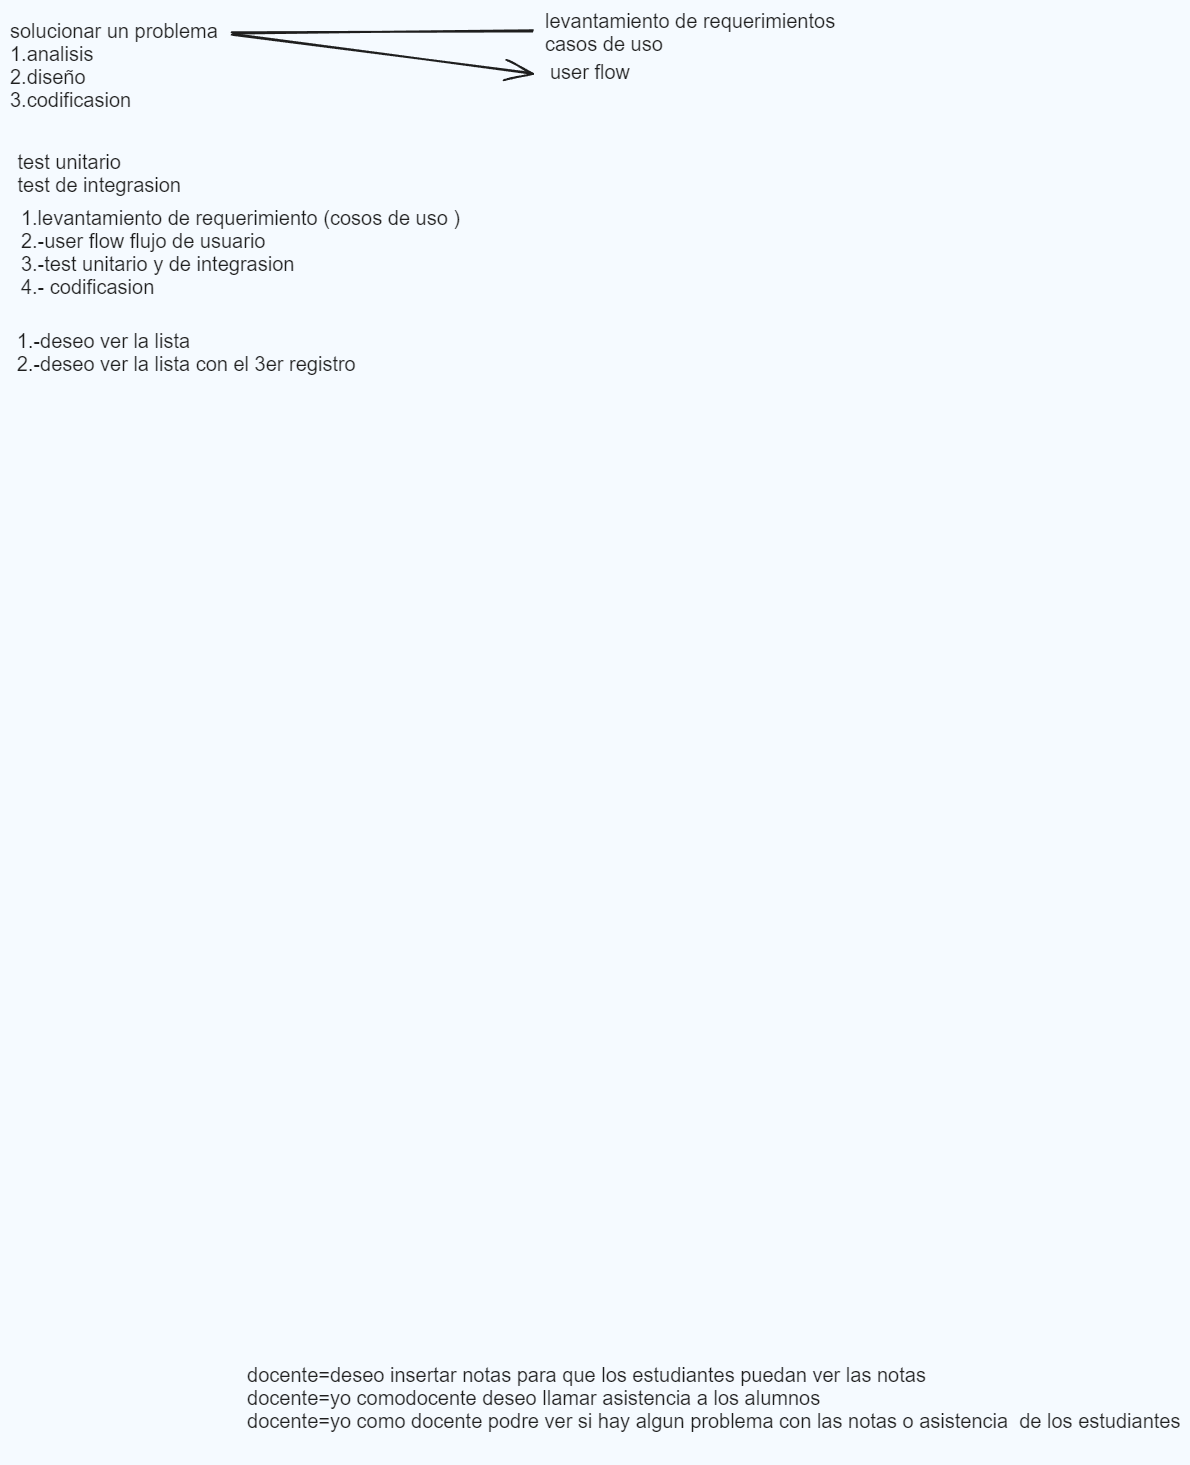 solucionar un problema
1.analisis
2.diseño
3.codificasion
levantamiento de requerimientos
casos de uso
user flow
test unitario
test de integrasion
1.levantamiento de requerimiento (cosos de uso )
2.-user flow flujo de usuario
3.-test unitario y de integrasion
4.- codificasion
1.-deseo ver la lista
2.-deseo ver la lista con el 3er registro
docente=deseo insertar notas para que los estudiantes puedan ver las notas
docente=yo comodocente deseo llamar asistencia a los alumnos
docente=yo como docente podre ver si hay algun problema con las notas o asistencia  de los estudiantes